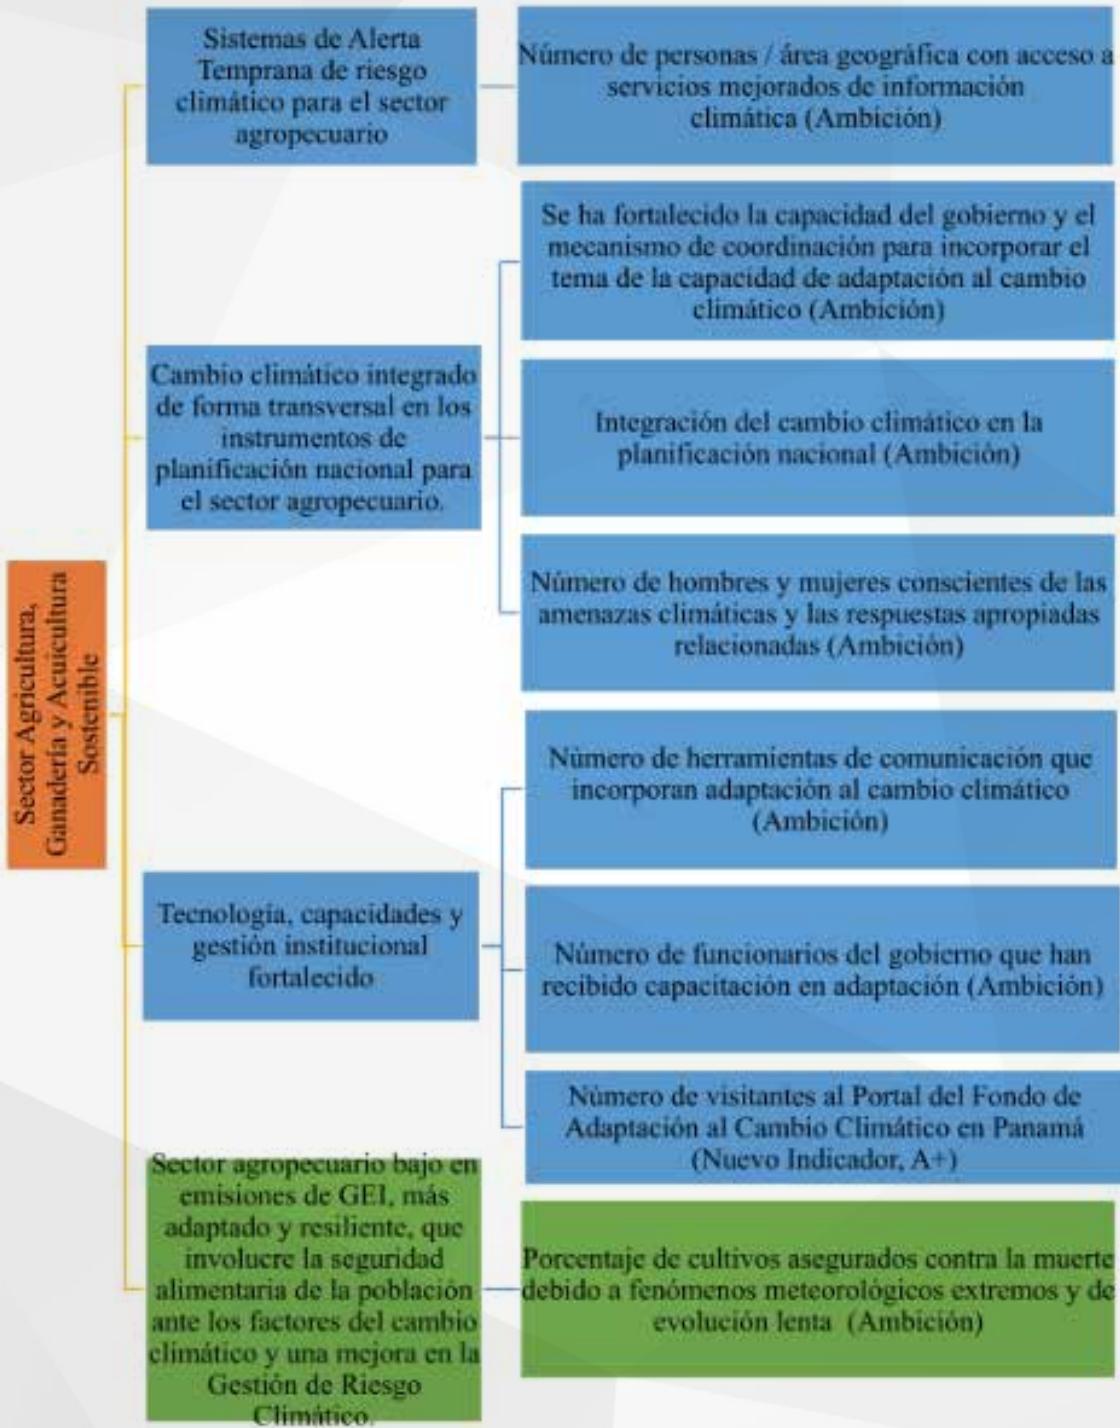 Sector Agricultura,
Ganadería y Acuicultura
Sostenible
Sistemas de Alerta
Temprana de riesgo
climático para el sector
agropecuario
Número de personas / área geográfica con acceso a
servicios mejorados de información
climática (Ambición)
Cambio climático integrado
de forma transversal en los
instrumentos de
planificación nacional para
el sector agropecuario.
Se ha fortalecido la capacidad del gobierno y el
mecanismo de coordinación para incorporar el
tema de la capacidad de adaptación al cambio
climático (Ambición)
Integración del cambio climático en la
planificación nacional (Ambición)
Número de hombres y mujeres conscientes de las
amenazas climáticas y las respuestas apropiadas
relacionadas (Ambición)
Tecnología, capacidades y
gestión institucional
fortalecido
Número de herramientas de comunicación que
incorporan adaptación al cambio climático
(Ambición)
Número de funcionarios del gobierno que han
recibido capacitación en adaptación (Ambición)
Número de visitantes al Portal del Fondo de
Adaptación al Cambio Climático en Panamá
(Nuevo Indicador, A+)
Sector agropecuario bajo en
emisiones de GEI, más
adaptado y resiliente, que
involucre la seguridad
alimentaria de la población
ante los factores del cambio
climático y una mejora en la
Gestión de Riesgo
Climático.
Porcentaje de cultivos asegurados contra la muerte
debido a fenómenos meteorológicos extremos y de
evolución lenta (Ambición)